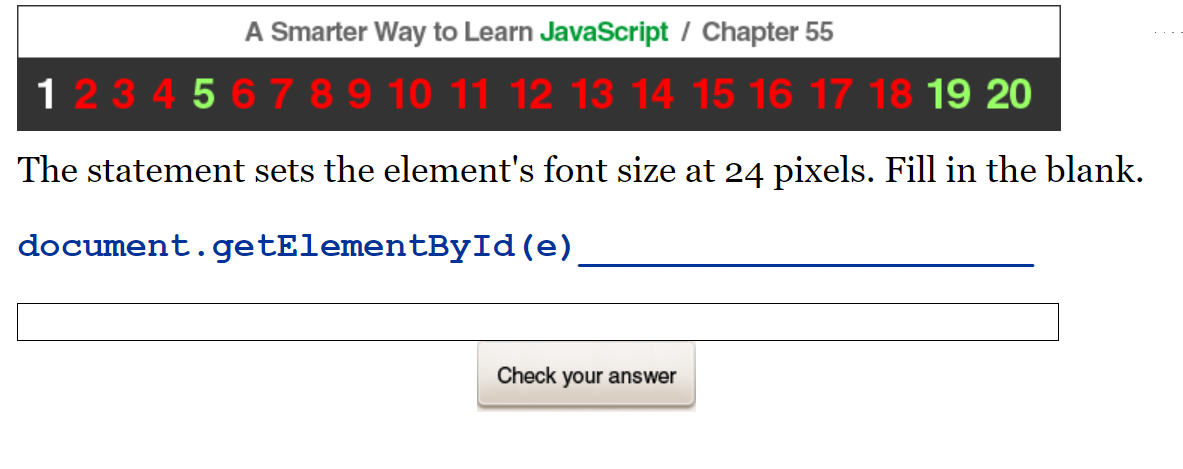 A Smarter Way to Learn JavaScript / Chapter 55
1 2 3 4 5 6 7 8 9 10 11 12 13 14 15 16 17 18 19 20
The statement sets the element's font size at 24 pixels. Fill in the blank.
document.getElementById(e)_______________________
Check your answer